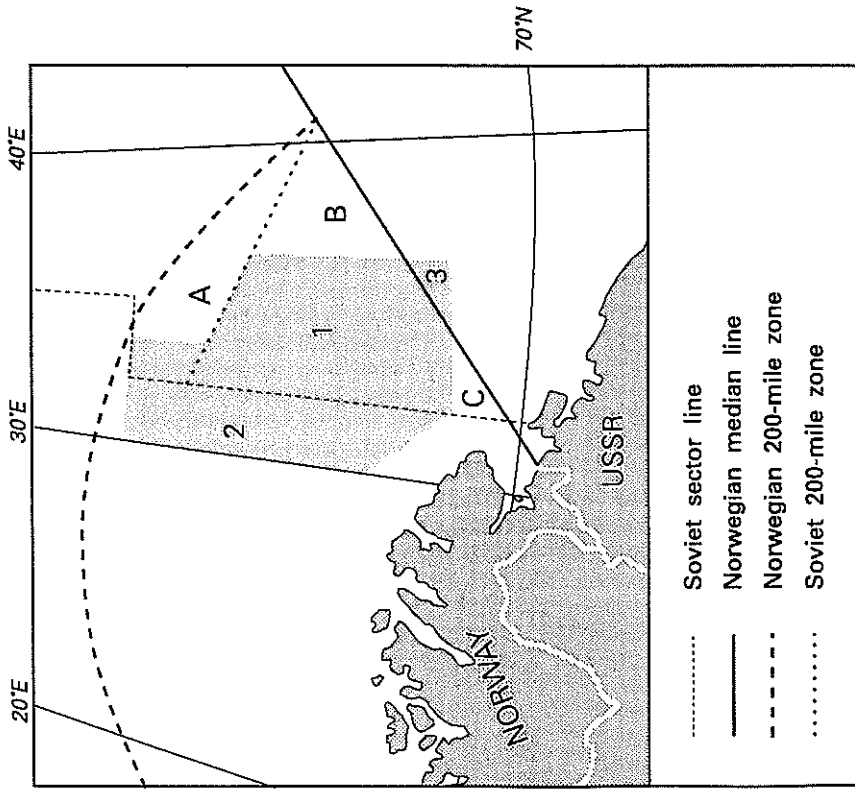 20°E
30°E
40°E
70°N
A
B
C
1
2
3
NORWAY
USSR
Soviet sector line
Norwegian median line
Norwegian 200-mile zone
Soviet 200-mile zone